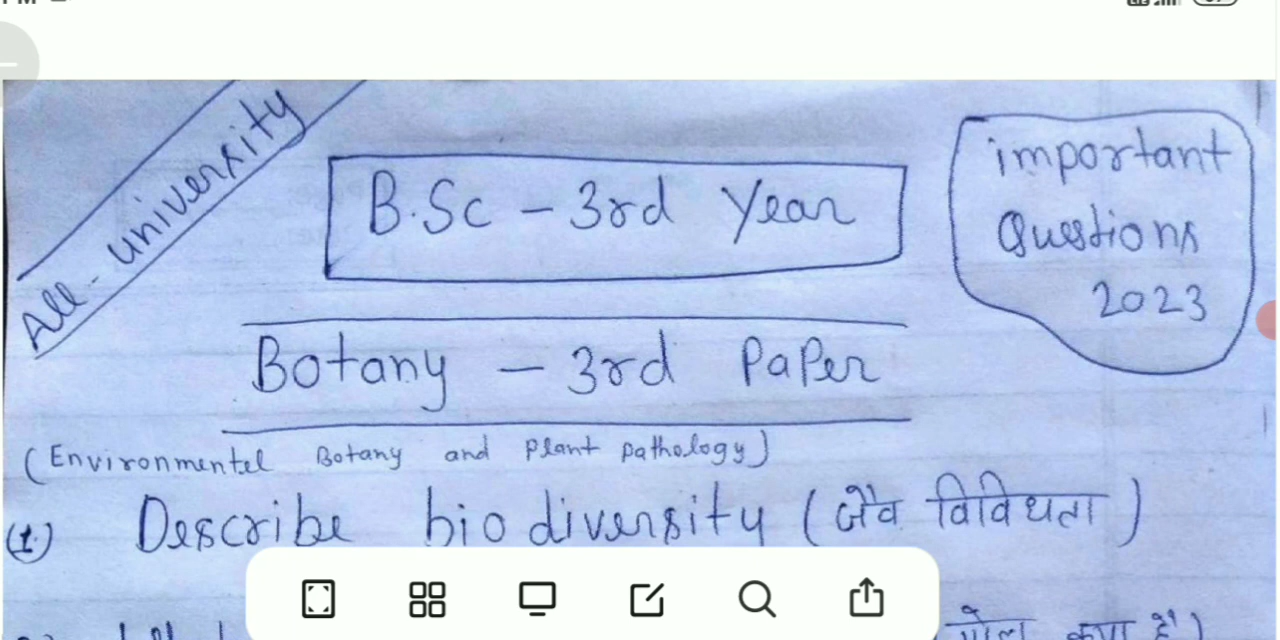 All-University
B.Sc - 3rd Year
important
Questions
2023
Botany - 3rd Paper
(Environmentel Botany and Plant Pathology)
(1) Describe biodiversity (जैव विविधता)